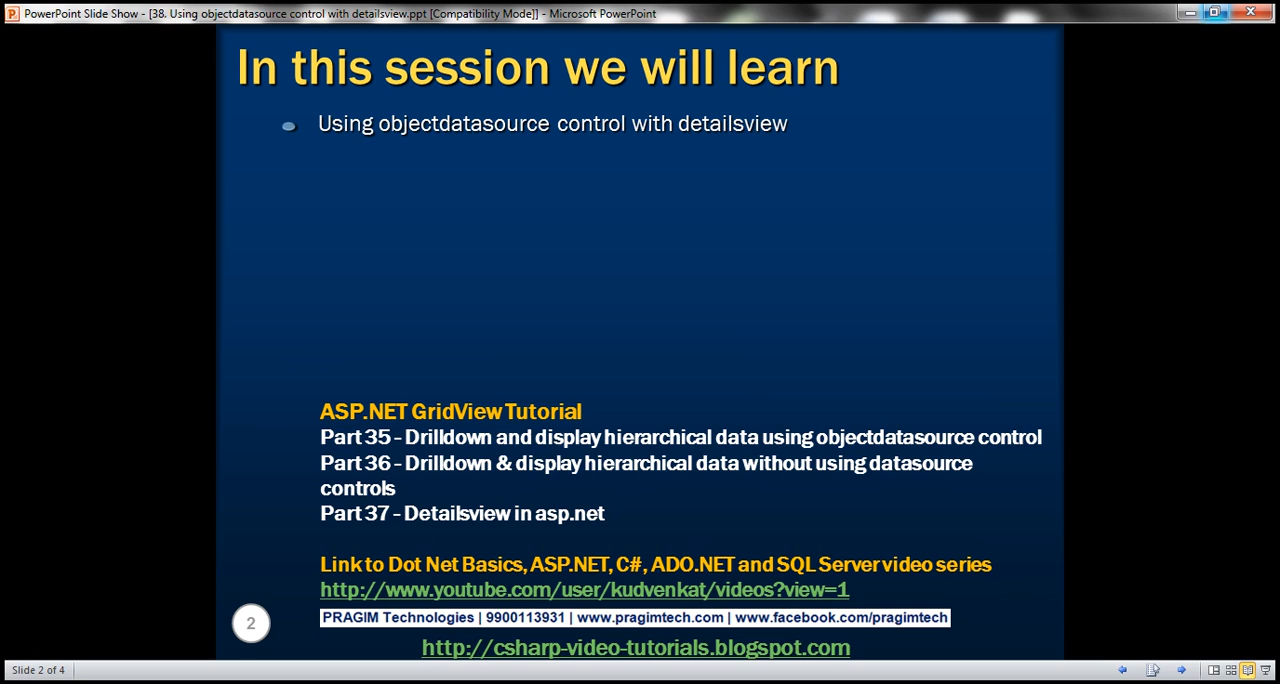 PowerPoint Slide Show - [38. Using objectdatasource control with detailsview.ppt [Compatibility Mode]] - Microsoft PowerPoint
In this session we will learn
Using objectdatasource control with detailsview
ASP.NET GridView Tutorial
Part 35 - Drilldown and display hierarchical data using objectdatasource control
Part 36 - Drilldown & display hierarchical data without using datasource
controls
Part 37 - Detailsview in asp.net
Link to Dot Net Basics, ASP.NET, C#, ADO.NET and SQL Server video series
http://www.youtube.com/user/kudvenkat/videos?view=1
PRAGIM Technologies | 9900113931 | www.pragimtech.com | www.facebook.com/pragimtech
2
http://csharp-video-tutorials.blogspot.com
Slide 2 of 4